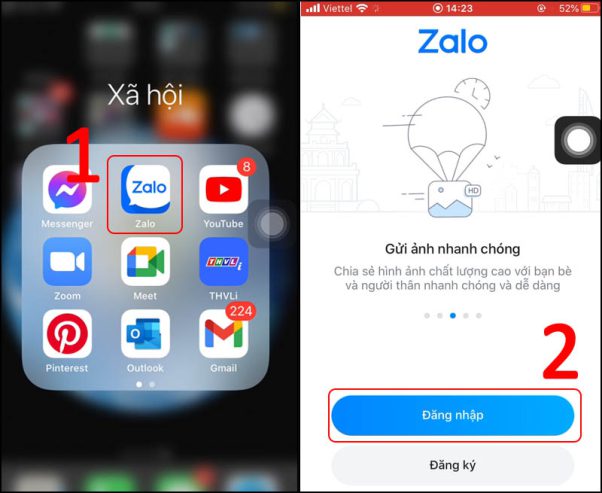 Xã hội
1
8
Zalo
Messenger
Zalo
YouTube
THVLi
Zoom
Meet
THVLi
224
Pinterest
Outlook
Gmail
Viettel
14:23
52%
Zalo
HD
Gửi ảnh nhanh chóng
Chia sẻ hình ảnh chất lượng cao với bạn bè
và người thân nhanh chóng và dễ dàng
2
Đăng nhập
Đăng ký